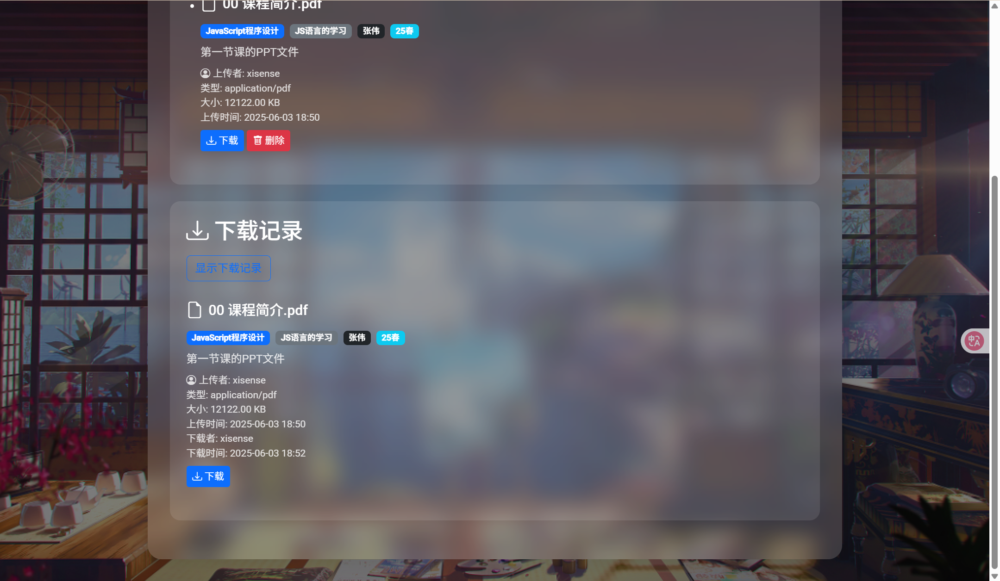 00 课程简介.pdf
JavaScript程序设计 JS语言的学习 张伟 25春
第一节课的PPT文件
上传者: xisense
类型: application/pdf
大小: 12122.00 KB
上传时间: 2025-06-03 18:50
下载 删除
下载记录
显示下载记录
00 课程简介.pdf
JavaScript程序设计 JS语言的学习 张伟 25春
第一节课的PPT文件
上传者: xisense
类型: application/pdf
大小: 12122.00 KB
上传时间: 2025-06-03 18:50
下载者: xisense
下载时间: 2025-06-03 18:52
下载
中A